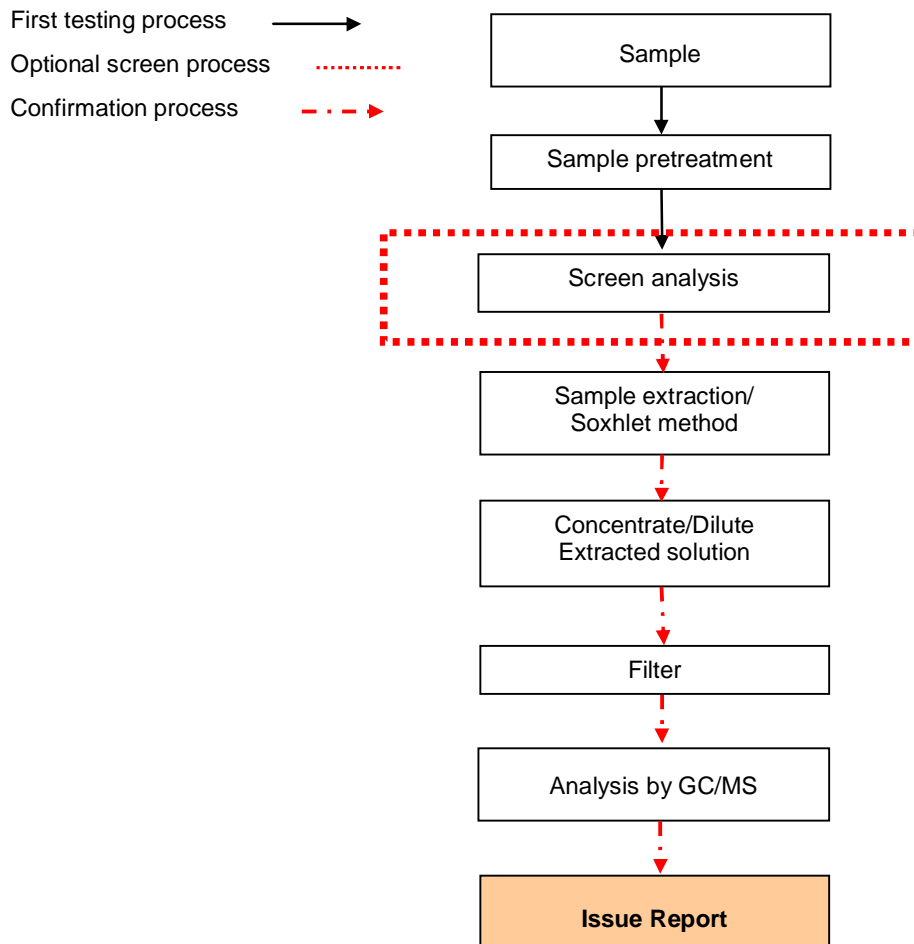 First testing process
Optional screen process
Confirmation process
Sample
Sample pretreatment
Screen analysis
Sample extraction/
Soxhlet method
Concentrate/Dilute
Extracted solution
Filter
Analysis by GC/MS
Issue Report